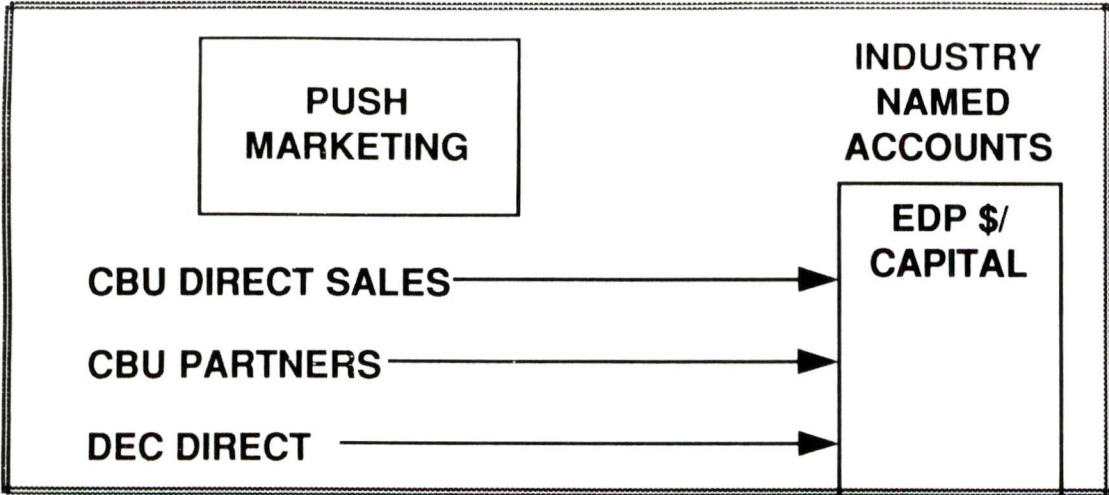 PUSH
MARKETING
INDUSTRY
NAMED
ACCOUNTS
EDP $/
CAPITAL
CBU DIRECT SALES
CBU PARTNERS
DEC DIRECT